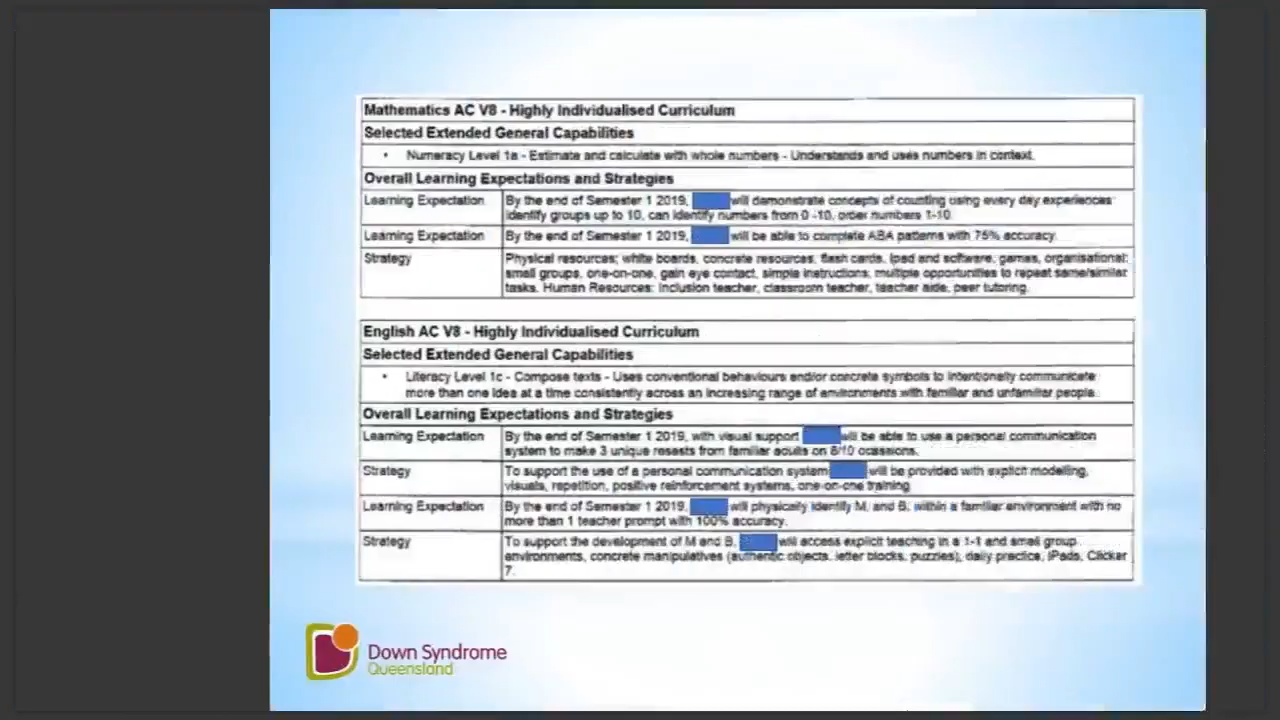 Mathematics AC V8 - Highly Individualised Curriculum
Selected Extended General Capabilities
• Numeracy Level 1a - Estimate and calculate with whole numbers - Understands and uses numbers in context.
Overall Learning Expectations and Strategies
Learning Expectation By the end of Semester 1 2019, will demonstrate concepts of counting using every day experiences:
identify groups up to 10, can identify numbers from 0 -10, order numbers 1-10.
Learning Expectation By the end of Semester 1 2019, will be able to complete ABA patterns with 75% accuracy.
Strategy Physical resources; white boards, concrete resources, flash cards, ipad and software, games, organisational:
small groups, one-on-one, gain eye contact, simple instructions, multiple opportunities to repeat same/similar
tasks. Human Resources: Inclusion teacher, classroom teacher, teacher aide, peer tutoring.
English AC V8 - Highly Individualised Curriculum
Selected Extended General Capabilities
• Literacy Level 1c - Compose texts - Uses conventional behaviours and/or concrete symbols to intentionally communicate
more than one idea at a time consistently across an increasing range of environments with familiar and unfamiliar people.
Overall Learning Expectations and Strategies
Learning Expectation By the end of Semester 1 2019, with visual support will be able to use a personal communication
system to make 3 unique from familiar adults on 8/10 ocassions.
Strategy To support the use of a personal communication system will be provided with explicit modelling,
visuals, repetition, positive reinforcement systems, one-on-one training
Learning Expectation By the end of Semester 1 2019, will physically identify M, and B, within a familiar environment with no
more than 1 teacher prompt with 100% accuracy.
Strategy To support the development of M and B, will access explicit teaching in a 1-1 and small group
environments, concrete manipulatives (authentic objects, letter blocks, puzzles), daily practice, iPads, Clicker
7.
Down Syndrome
Queensland